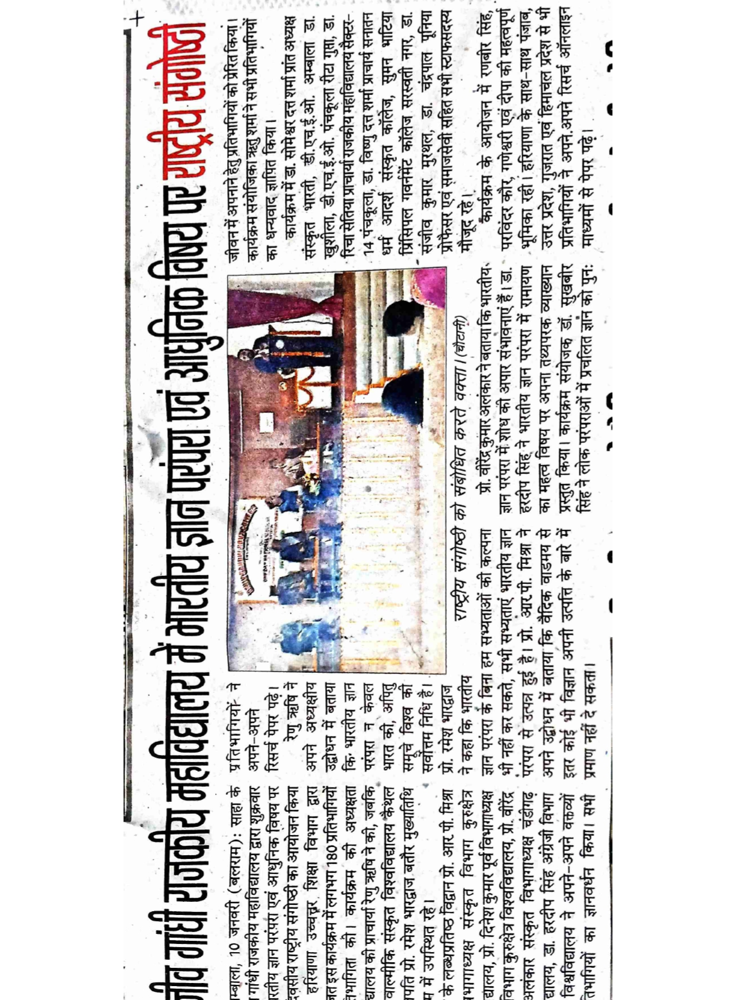 जीव गांधी राजकीय महाविद्यालय में भारतीय ज्ञान परंपरा एवं आधुनिक विषय पर राष्ट्रीय संगोष्ठी
म्बाला, 10 जनवरी (बलराम): साहा के
गांधी राजकीय महाविद्यालय द्वारा शुक्रवार
रतीय ज्ञान परंपरा एवं आधुनिक विषय पर
दिवसीय राष्ट्रीय संगोष्ठी का आयोजन किया
हरियाणा उच्चतर शिक्षा विभाग द्वारा
जत इस कार्यक्रम में लगभग 180 प्रतिभागियों
तिभागिता की। कार्यक्रम की अध्यक्षता
द्यालय की प्राचार्या रेणु ऋषि ने की, जबकि
वाल्मीकि संस्कृत विश्वविद्यालय कैथल
पति प्रो. रमेश भारद्वाज बतौर मुख्यातिथि
म में उपस्थित रहे।
के लब्धप्रतिष्ठ विद्वान प्रो. आर.पी. मिश्रा
भागाध्यक्ष संस्कृत विभाग कुरुक्षेत्र
द्यालय, प्रो. दिनेश कुमार पूर्व विभागाध्यक्ष
विभाग कुरुक्षेत्र विश्वविद्यालय, प्रो. वीरेंद्र
अलंकार संस्कृत विभागाध्यक्ष चंडीगढ़
द्यालय, डा. हरदीप सिंह अंग्रेजी विभाग
विश्वविद्यालय ने अपने-अपने वक्तव्यों
तिभागियों का ज्ञानवर्धन किया। सभी
प्रतिभागियों ने
अपने-अपने
रिसर्च पेपर पढ़े।
रेणु ऋषि ने
अपने अध्यक्षीय
उद्बोधन में बताया
कि भारतीय ज्ञान
परंपरा न केवल
भारत की, अपितु
समूचे विश्व की
सर्वोत्तम निधि है।
प्रो. रमेश भारद्वाज
ने कहा कि भारतीय
ज्ञान परंपरा के बिना हम सभ्यताओं की कल्पना
भी नहीं कर सकते, सभी सभ्यताएं भारतीय ज्ञान
परंपरा से उत्पन्न हुई है। प्रो. आर.पी. मिश्रा ने
अपने उद्बोधन में बताया कि वैदिक वाडमय से
इतर कोई भी विज्ञान अपनी उत्पत्ति के बारे में
प्रमाण नहीं दे सकता।
राष्ट्रीय संगोष्ठी को संबोधित करते वक्ता। (चौटानी)
प्रो. वीरेंद्र कुमार अलंकार ने बताया कि भारतीय
ज्ञान परंपरा में शोध की अपार संभावनाएं हैं। डा.
हरदीप सिंह ने भारतीय ज्ञान परंपरा में रामायण
का महत्व विषय पर अपना तथ्यपरक व्याख्यान
प्रस्तुत किया। कार्यक्रम संयोजक डॉ. सुखबीर
सिंह ने लोक परंपराओं में प्रचलित ज्ञान को पुन:
जीवन में अपनाने हेतु प्रतिभागियों को प्रेरित किया।
कार्यक्रम संयोजिका ऋतु शर्मा ने सभी प्रतिभागियों
का धन्यवाद ज्ञापित किया।
कार्यक्रम में डा. सोमेश्वर दत्त शर्मा प्रांत अध्यक्ष
संस्कृत भारती, डी.एच.ई.ओ. अम्बाला डा.
खुशीला, डी.एच.ई.ओ. पंचकूला रीटा गुप्ता, डा.
रिचा सेतिया प्राचार्या राजकीय महाविद्यालय सैक्टर-
14 पंचकूला, डा. विष्णु दत्त शर्मा प्राचार्य सनातन
धर्म आदर्श संस्कृत कॉलेज, सुमन भाटिया
प्रिंसिपल गवर्नमेंट कॉलेज सरस्वती नगर, डा.
संजीव कुमार मुरथल, डा. चंद्रपाल पूनिया
प्रोफैसर एवं समाजसेवी सहित सभी स्टाफसदस्य
मौजूद रहे।
कार्यक्रम के आयोजन में रणबीर सिंह,
परविंदर कौर, गणेश्वरी एवं दीपा की महत्वपूर्ण
भूमिका रही। हरियाणा के साथ-साथ पंजाब,
उत्तर प्रदेश, गुजरात एवं हिमाचल प्रदेश से भी
प्रतिभागियों ने अपने-अपने रिसर्च ऑनलाइन
माध्यमों से पेपर पढ़े।